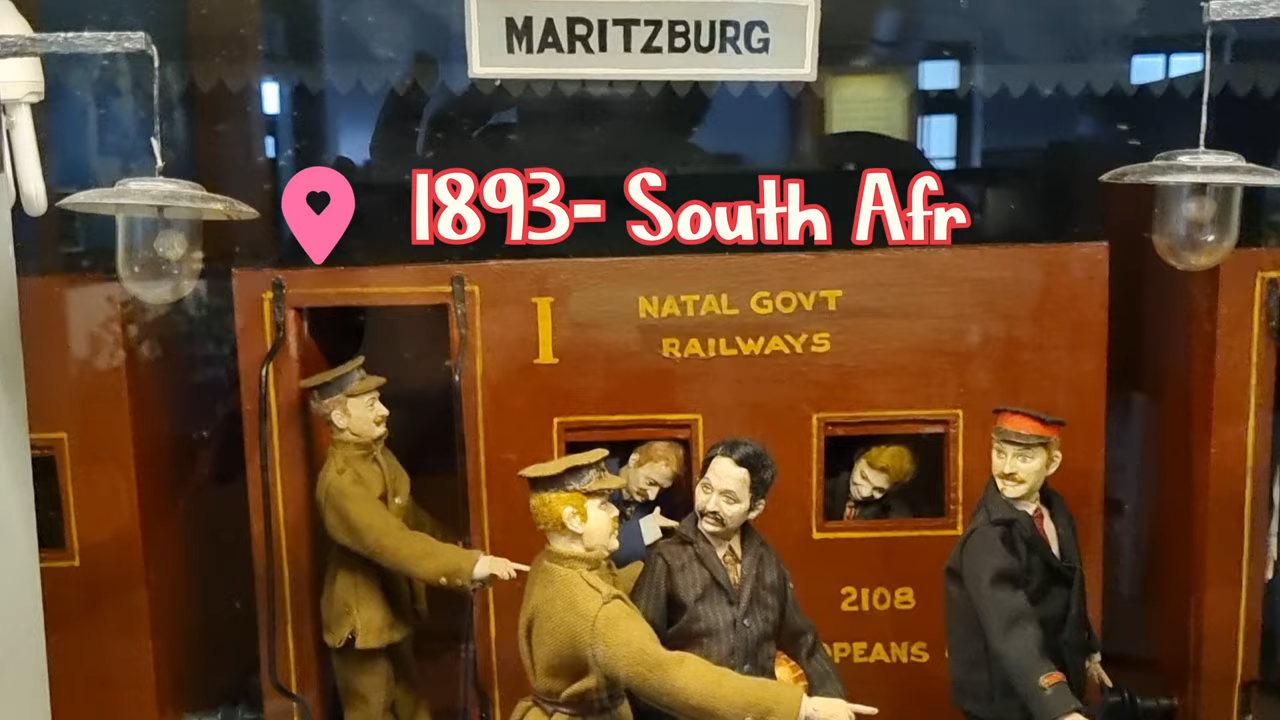 MARITZBURG
1893- South Afr
I
NATAL GOVT
RAILWAYS
2108
OPEANS